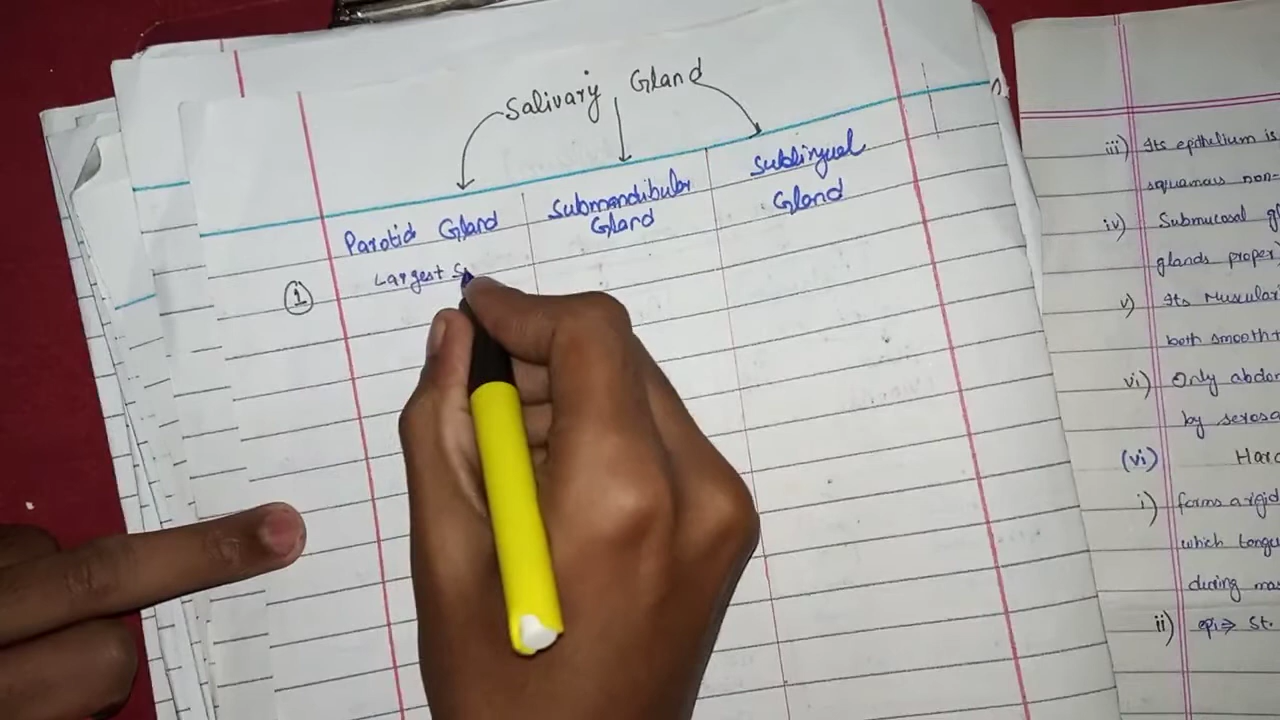 Salivary Gland
Parotid Gland
Submandibular
Gland
Sublingual
Gland
1
Largest S
iii) Its epithelium is
squamous non-
iv) Submucosal
glands proper
v) Its Muscular
both smooth+
vi) Only abdo
by serosa
(vi) Hard
i) forms a rigid
which tongu
during mas
ii) epi⇒ St.